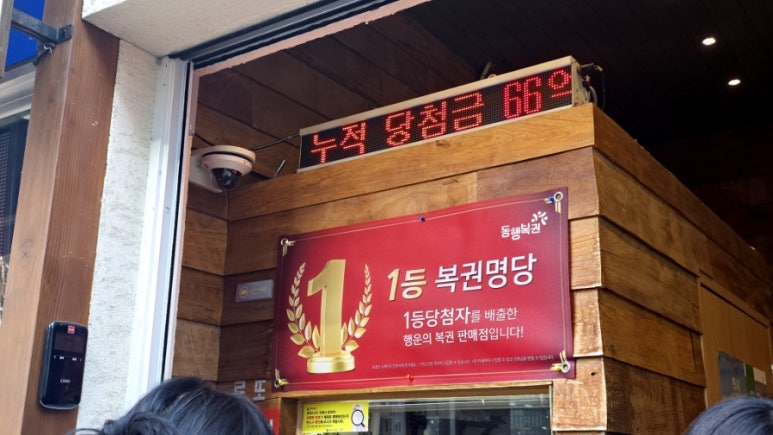 누적 당첨금 66억
동행복권
1등 복권명당
1등당첨자를 배출한
행운의 복권 판매점입니다!
로또